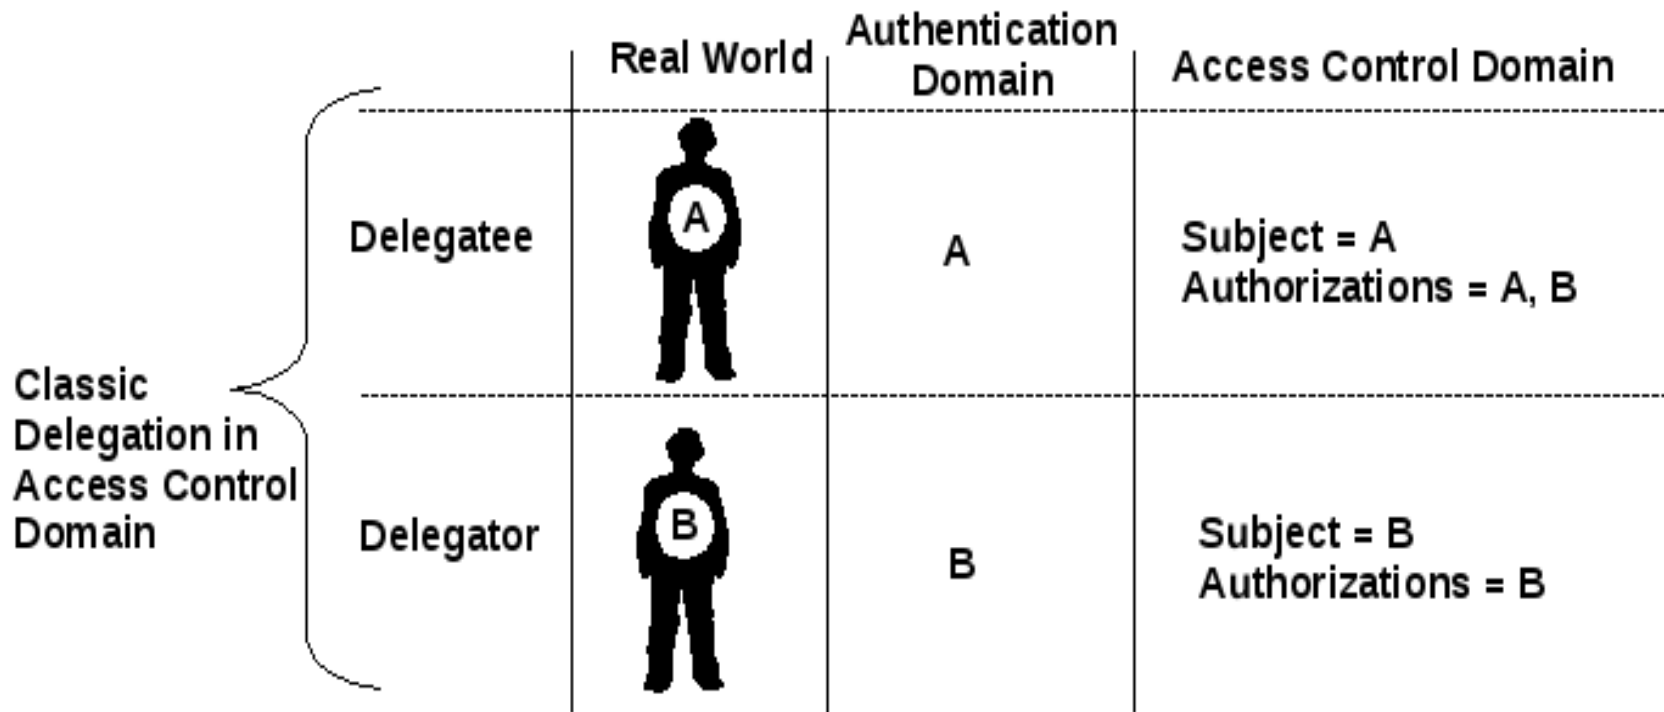 Real World
Authentication
Domain
Access Control Domain
Delegatee
A
A
Subject = A
Authorizations = A, B
Classic
Delegation in
Access Control
Domain
Delegator
B
B
Subject = B
Authorizations = B